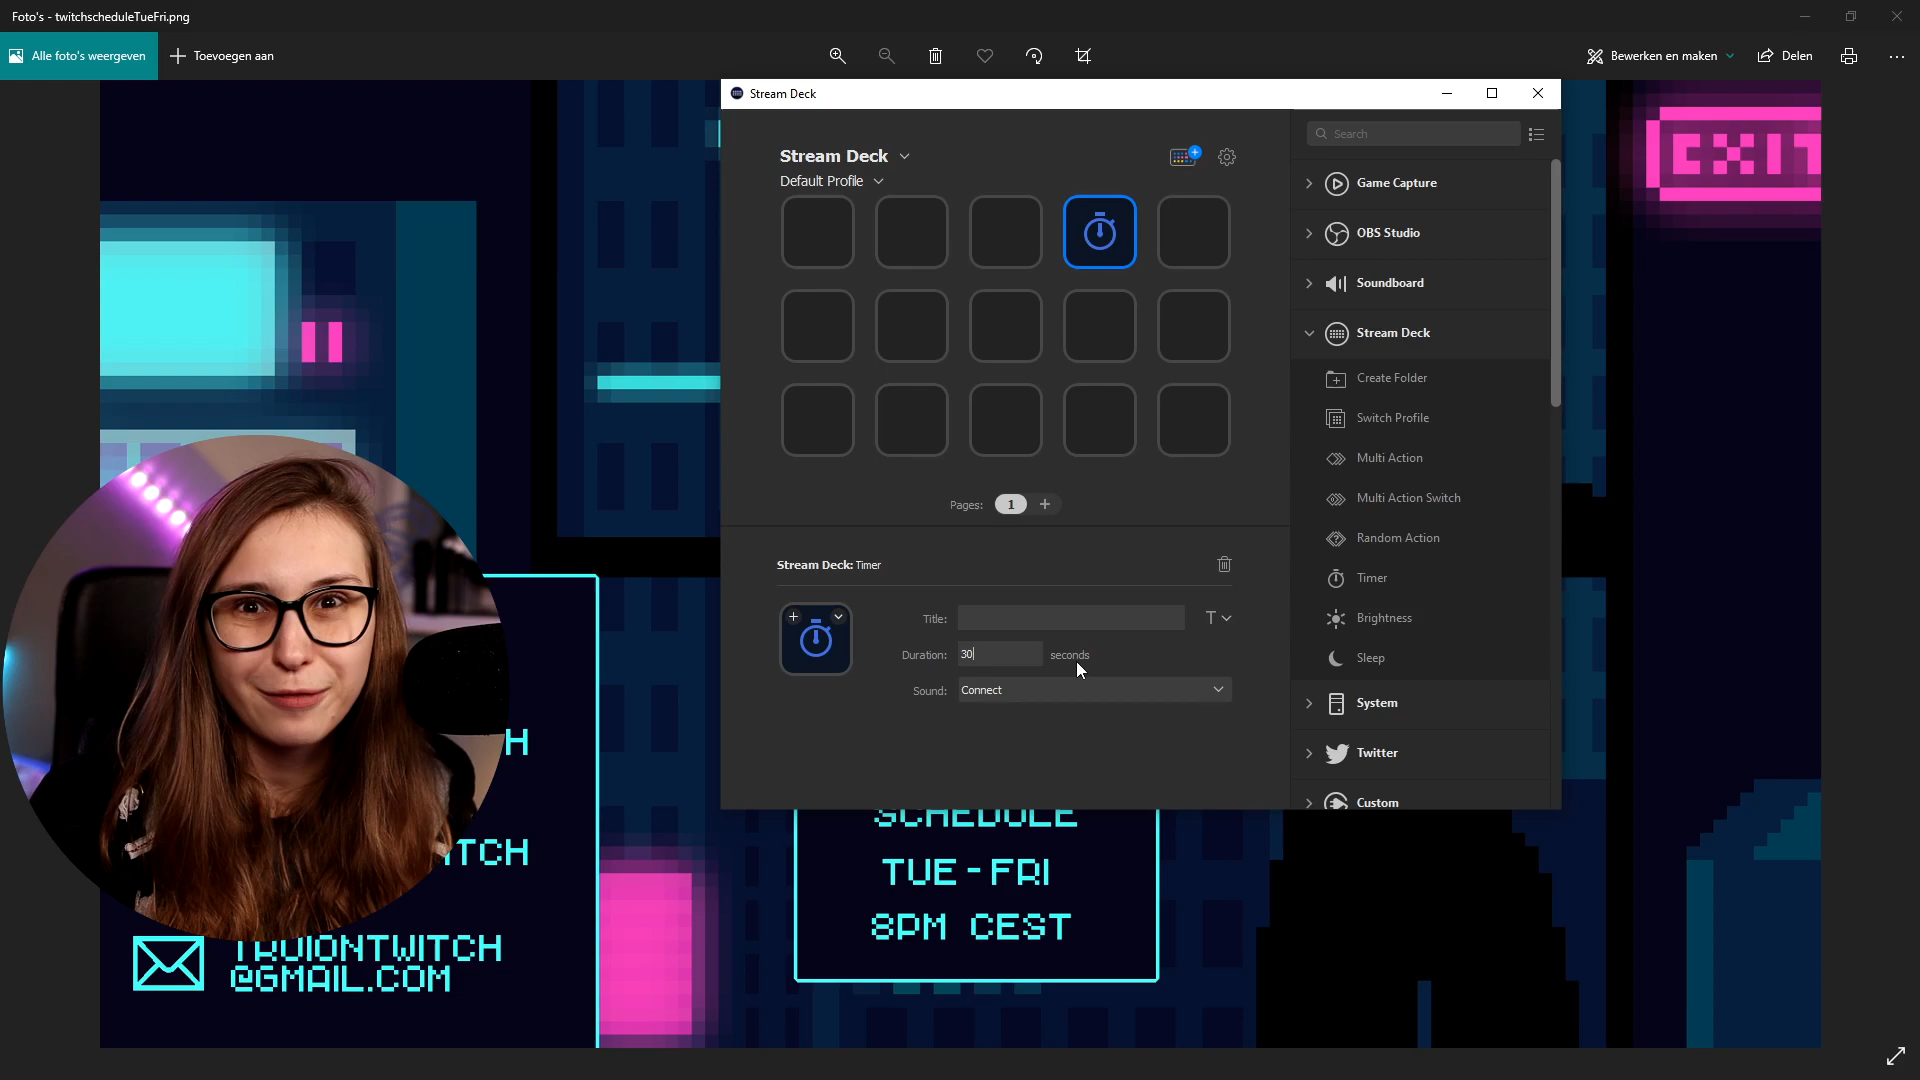 Foto's - twitchscheduleTueFri.png
Alle foto's weergeven
Toevoegen aan
Bewerken en maken
Delen
Stream Deck
Stream Deck
Default Profile
Pages: 1 +
Stream Deck: Timer
Title:
T
Duration: 30 seconds
Sound: Connect
Search
Game Capture
OBS Studio
Soundboard
Stream Deck
Create Folder
Switch Profile
Multi Action
Multi Action Switch
Random Action
Timer
Brightness
Sleep
System
Twitter
Custom
EXIT
H
ITCH
TRUIONTWITCH
@GMAIL.COM
SCHEDULE
TUE-FRI
8PM CEST